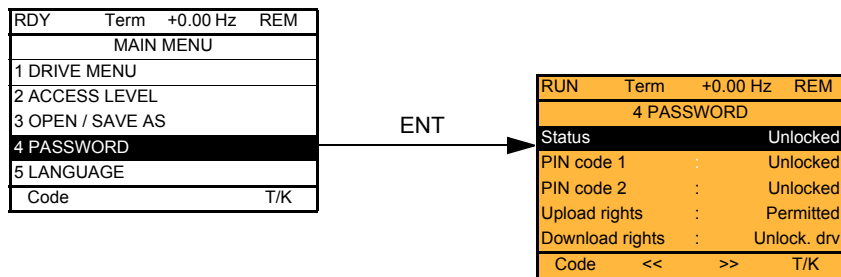 RDY Term +0.00 Hz REM
MAIN MENU
1 DRIVE MENU
2 ACCESS LEVEL
3 OPEN / SAVE AS
4 PASSWORD
5 LANGUAGE
Code T/K
ENT
RUN Term +0.00 Hz REM
4 PASSWORD
Status Unlocked
PIN code 1 : Unlocked
PIN code 2 : Unlocked
Upload rights : Permitted
Download rights : Unlock. drv
Code << >> T/K